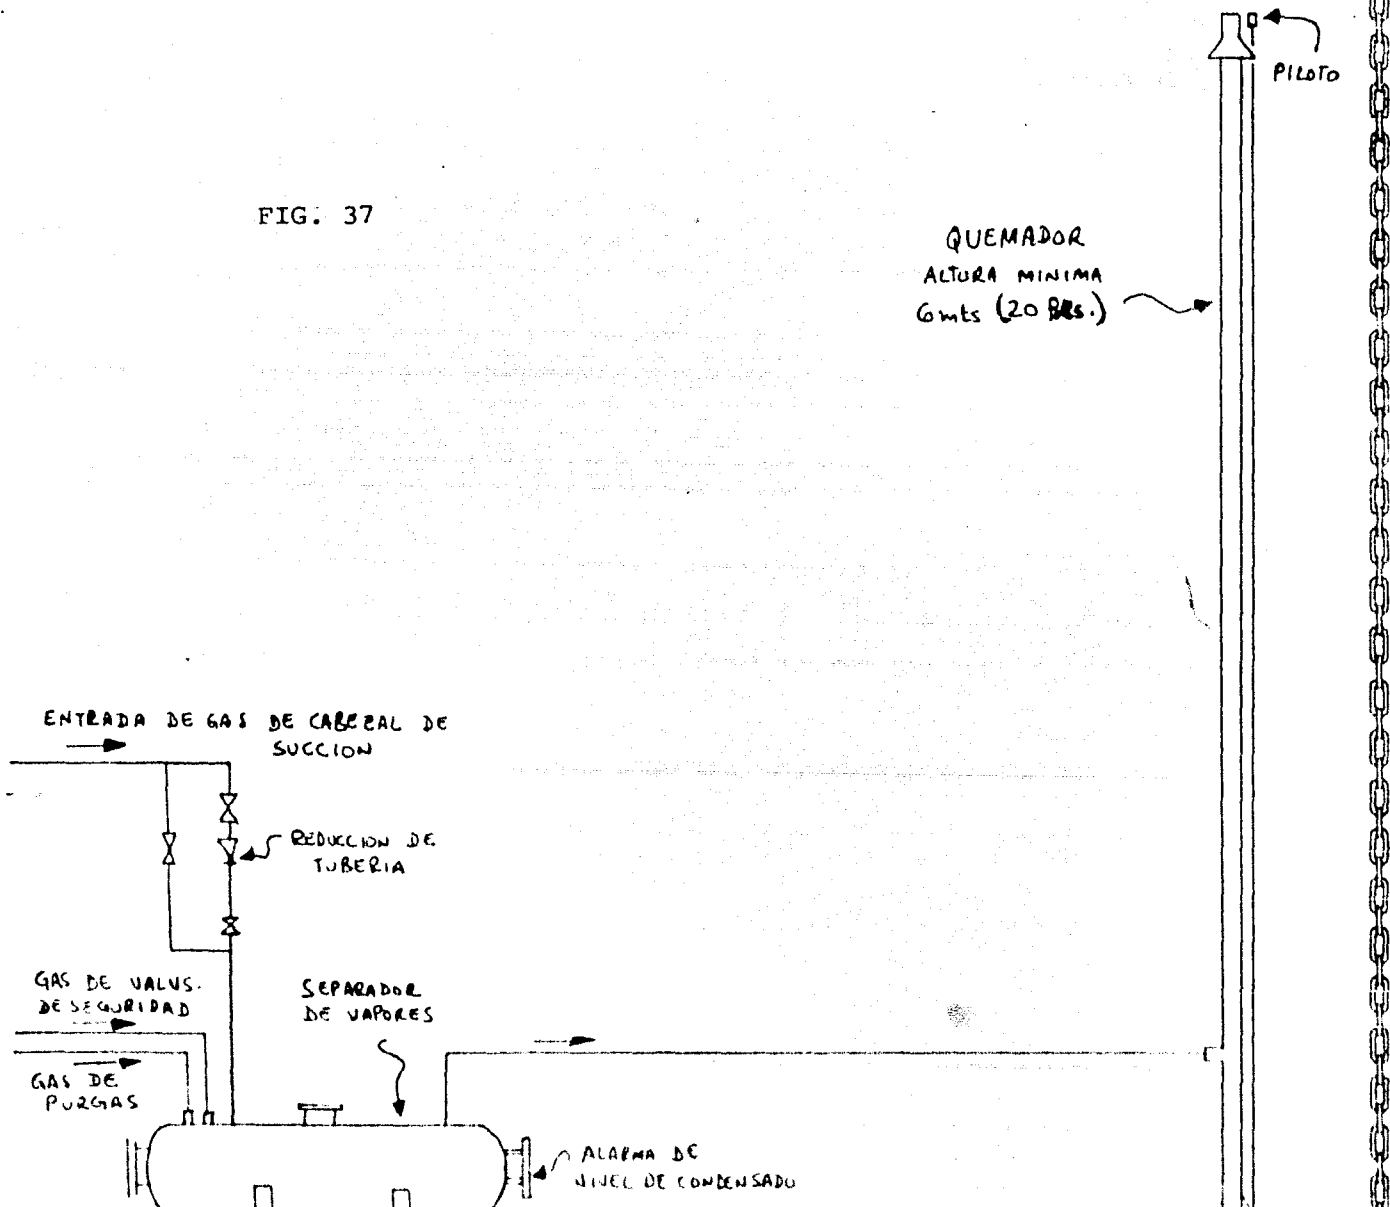 PILOTO
FIG. 37
QUEMADOR
ALTURA MINIMA
6mts (20 PIES.)
ENTRADA DE GAS DE CABEZAL DE
SUCCION
REDUCCION DE
TUBERIA
GAS DE VALVS.
DE SEGURIDAD
SEPARADOR
DE VAPORES
GAS DE
PURGAS
ALARMA DE
NIVEL DE CONDENSADO